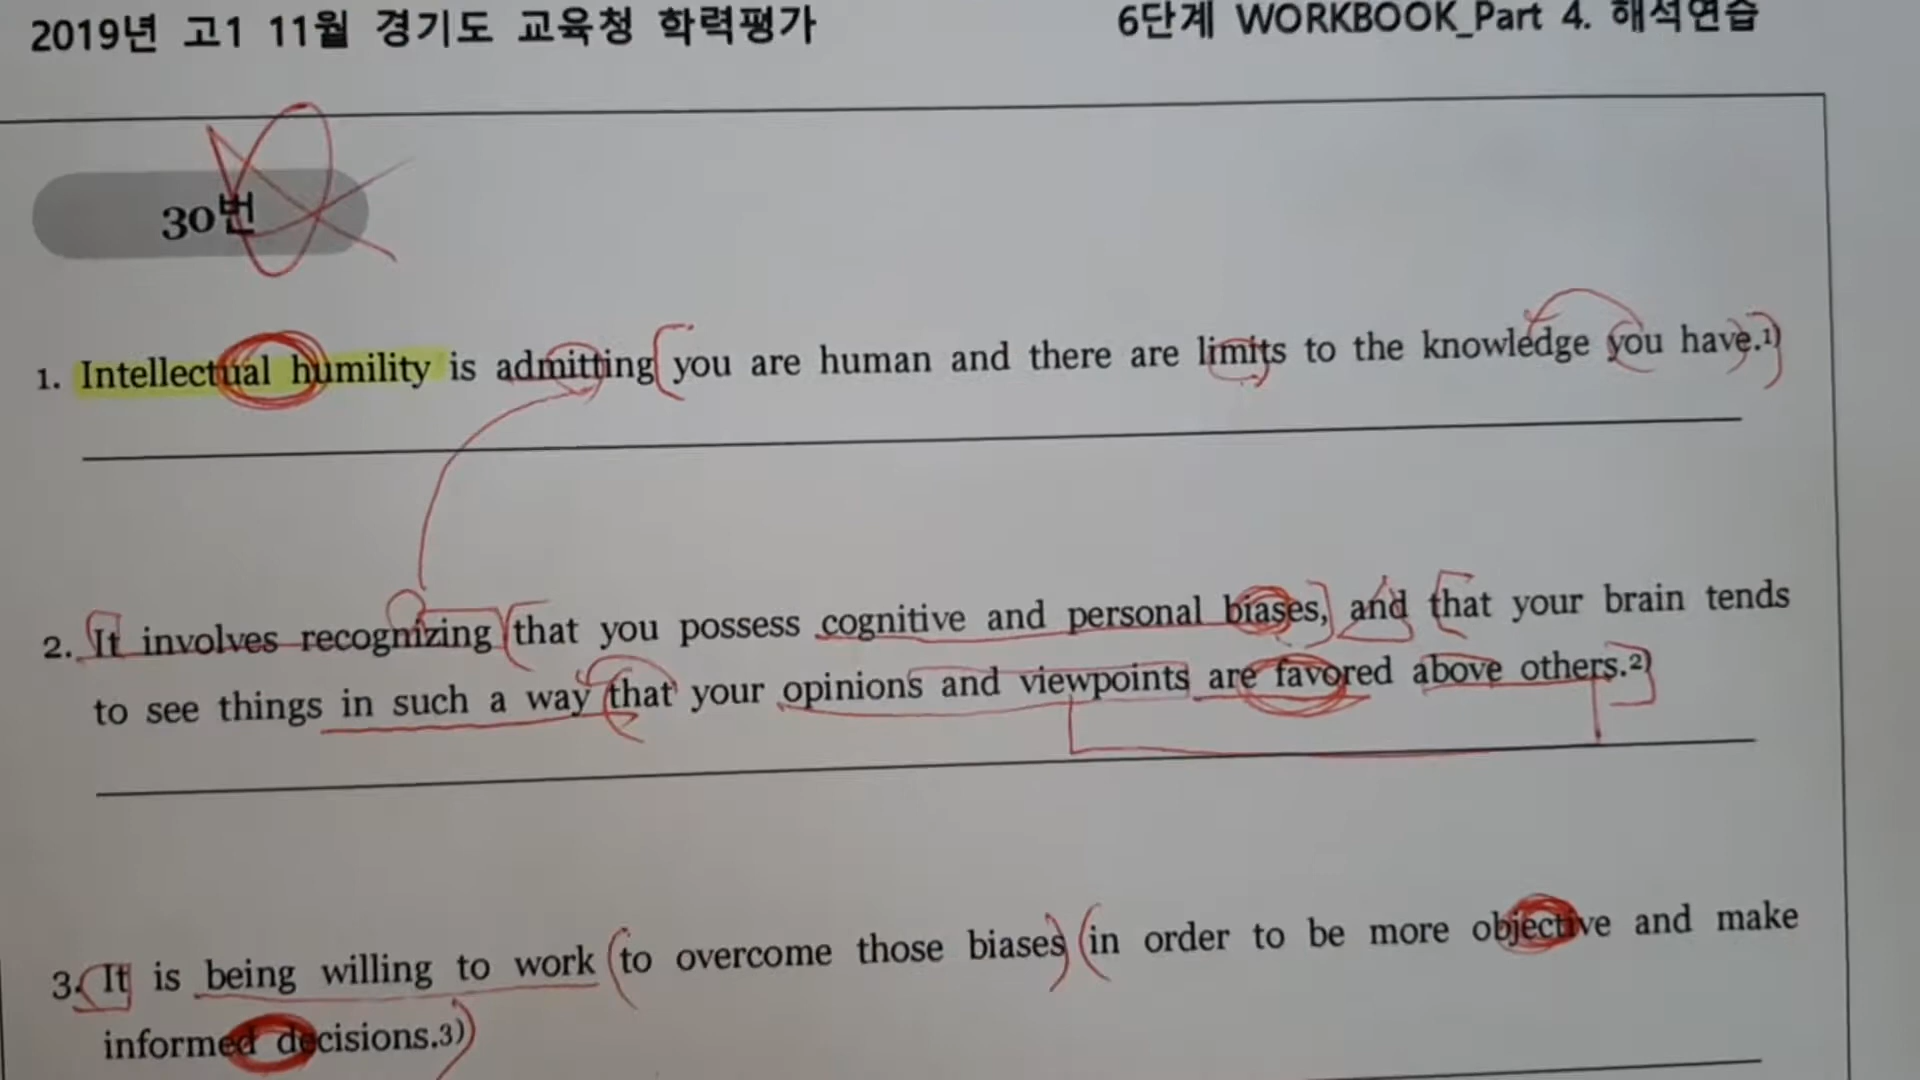 2019년 고1 11월 경기도 교육청 학력평가
6단계 WORKBOOK_Part 4. 해석연습
30번
1. Intellectual humility is admitting you are human and there are limits to the knowledge you have.1)
2. It involves recognizing that you possess cognitive and personal biases, and that your brain tends
to see things in such a way that your opinions and viewpoints are favored above others.2)
3. It is being willing to work to overcome those biases in order to be more objective and make
informed decisions.3)